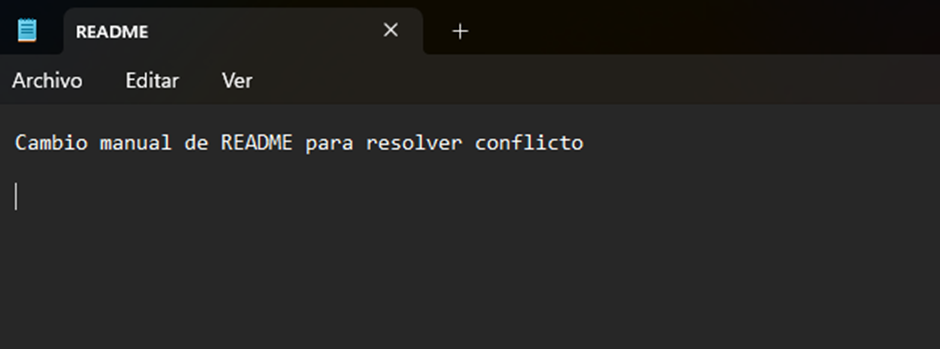 README
Archivo Editar Ver
Cambio manual de README para resolver conflicto